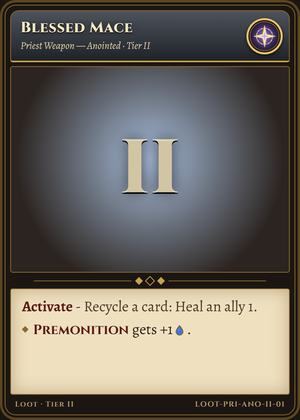 Blessed Mace
Priest Weapon — Anointed · Tier II
II
Activate - Recycle a card: Heal an ally 1.
Premonition gets +1 .
Loot · Tier II
LOOT-PRI-ANO-II-01